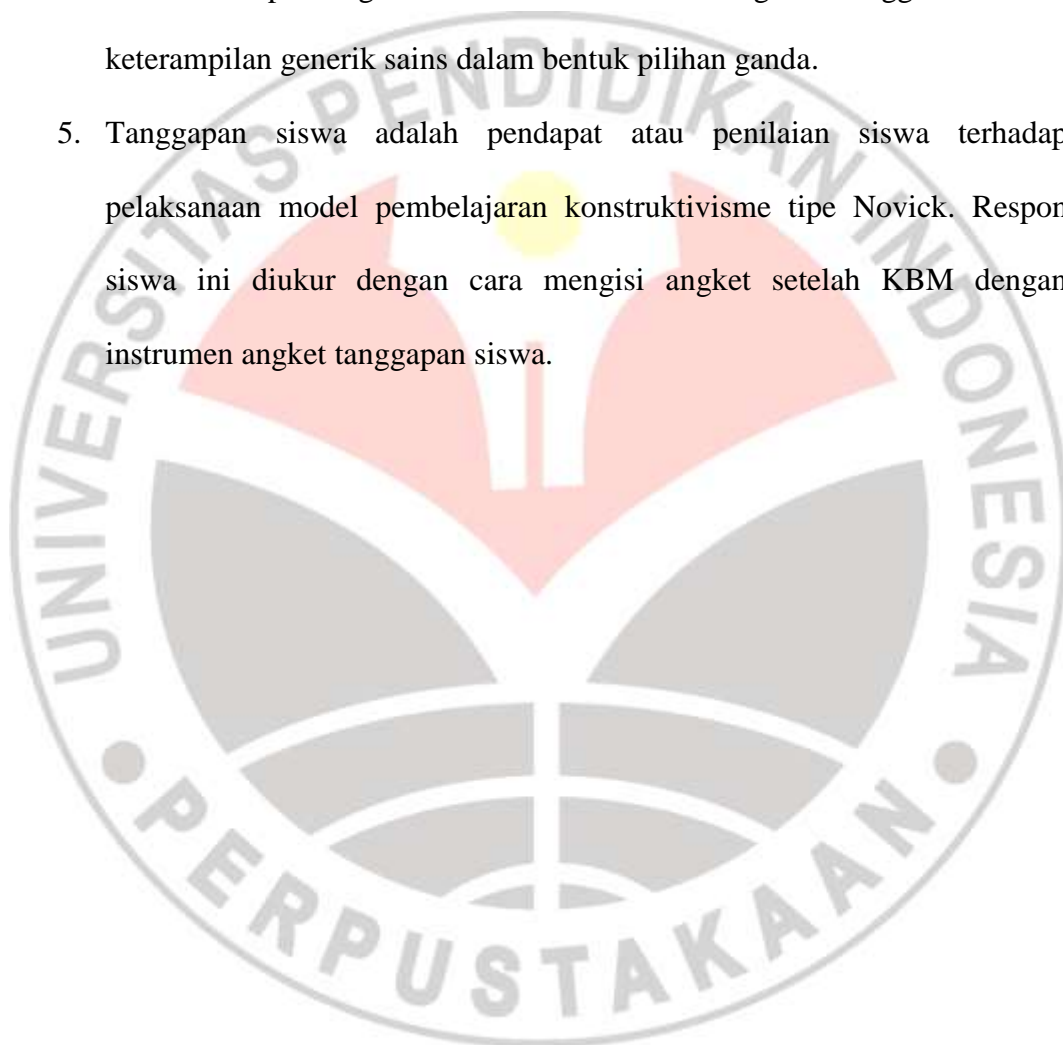 keterampilan generik sains dalam bentuk pilihan ganda.
5. Tanggapan siswa adalah pendapat atau penilaian siswa terhadap
pelaksanaan model pembelajaran konstruktivisme tipe Novick. Respon
siswa ini diukur dengan cara mengisi angket setelah KBM dengan
instrumen angket tanggapan siswa.
UNIVERSITAS PENDIDIKAN INDONESIA
PERPUSTAKAAN